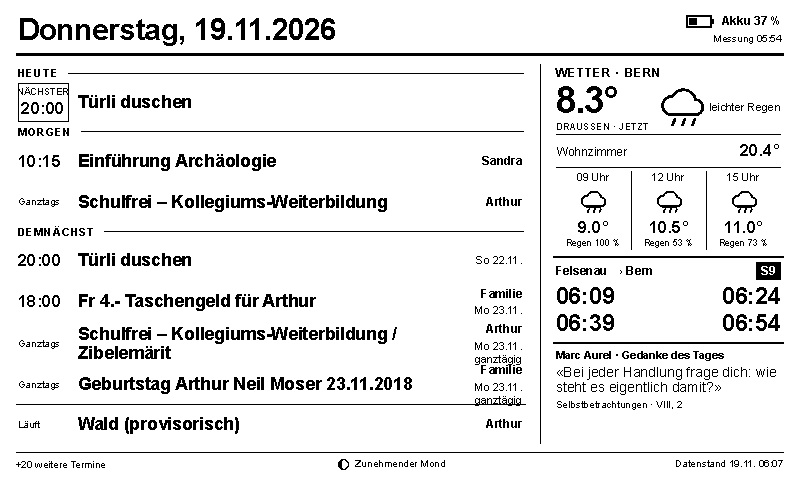 Donnerstag, 19.11.2026
Akku 37 %
Messung 05:54
HEUTE
NÄCHSTER
20:00 Türli duschen
MORGEN
10:15 Einführung Archäologie Sandra
Ganztags Schulfrei – Kollegiums-Weiterbildung Arthur
DEMNÄCHST
20:00 Türli duschen So 22.11.
18:00 Fr 4.- Taschengeld für Arthur Familie
Mo 23.11.
Ganztags Schulfrei – Kollegiums-Weiterbildung / Arthur
Zibelemärit Mo 23.11.
ganztägig
Ganztags Geburtstag Arthur Neil Moser 23.11.2018 Familie
Mo 23.11.
ganztägig
Läuft Wald (provisorisch) Arthur
WETTER · BERN
8.3° leichter Regen
DRAUSSEN · JETZT
Wohnzimmer 20.4°
09 Uhr 12 Uhr 15 Uhr
9.0° 10.5° 11.0°
Regen 100 % Regen 53 % Regen 73 %
Felsenau › Bern S9
06:09 06:24
06:39 06:54
Marc Aurel · Gedanke des Tages
«Bei jeder Handlung frage dich: wie
steht es eigentlich damit?»
Selbstbetrachtungen · VIII, 2
+20 weitere Termine
Zunehmender Mond
Datenstand 19.11. 06:07